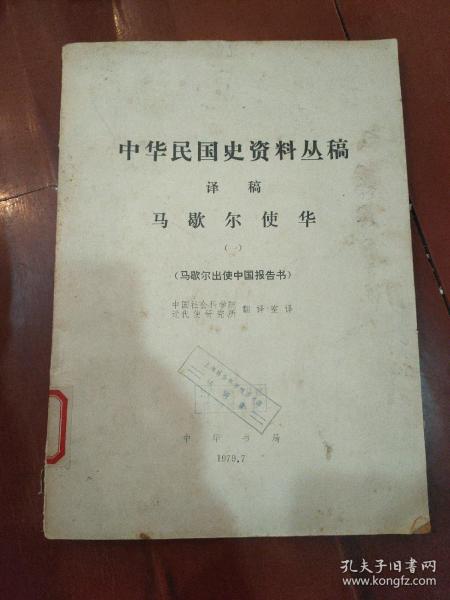 中华民国史资料丛稿
译 稿
马歇尔使华
(一)
(马歇尔出使中国报告书)
中国社会科学院
近代史研究所 翻译室译
中华书局
1979.7
孔夫子旧书网
www.kongfz.com